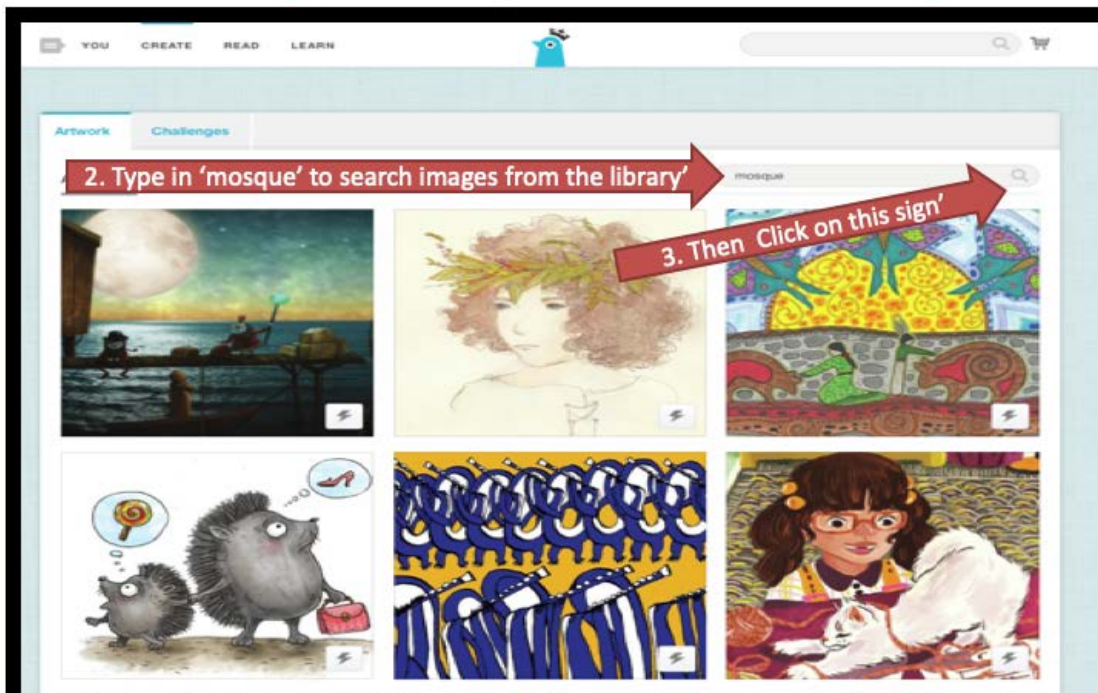 YOU CREATE READ LEARN
Artwork Challenges
2. Type in ‘mosque’ to search images from the library’
mosque
3. Then Click on this sign’